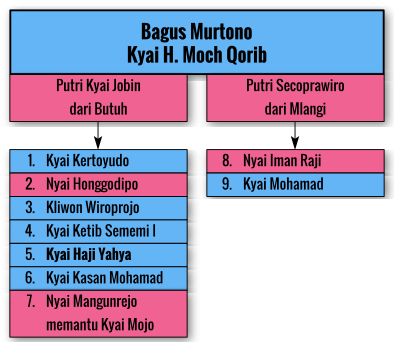 Bagus Murtono
Kyai H. Moch Qorib
Putri Kyai Jobin
dari Butuh
Putri Secoprawiro
dari Mlangi
1. Kyai Kertoyudo
2. Nyai Honggodipo
3. Kliwon Wiroprojo
4. Kyai Ketib Sememi I
5. Kyai Haji Yahya
6. Kyai Kasan Mohamad
7. Nyai Mangunrejo
memantu Kyai Mojo
8. Nyai Iman Raji
9. Kyai Mohamad